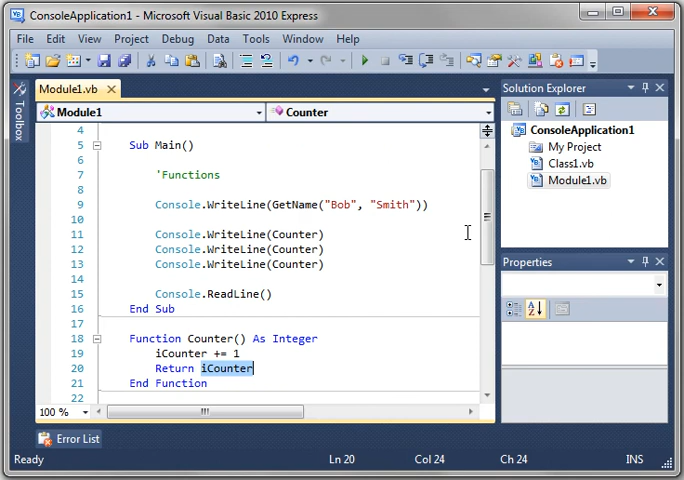 ConsoleApplication1 - Microsoft Visual Basic 2010 Express
File Edit View Project Debug Data Tools Window Help
Toolbox
Module1.vb
Module1 Counter
4
5 Sub Main()
6
7 'Functions
8
9 Console.WriteLine(GetName("Bob", "Smith"))
10
11 Console.WriteLine(Counter)
12 Console.WriteLine(Counter)
13 Console.WriteLine(Counter)
14
15 Console.ReadLine()
16 End Sub
17
18 Function Counter() As Integer
19 iCounter += 1
20 Return iCounter
21 End Function
22
100 %
Solution Explorer
ConsoleApplication1
My Project
Class1.vb
Module1.vb
Properties
Error List
Ready Ln 20 Col 24 Ch 24 INS